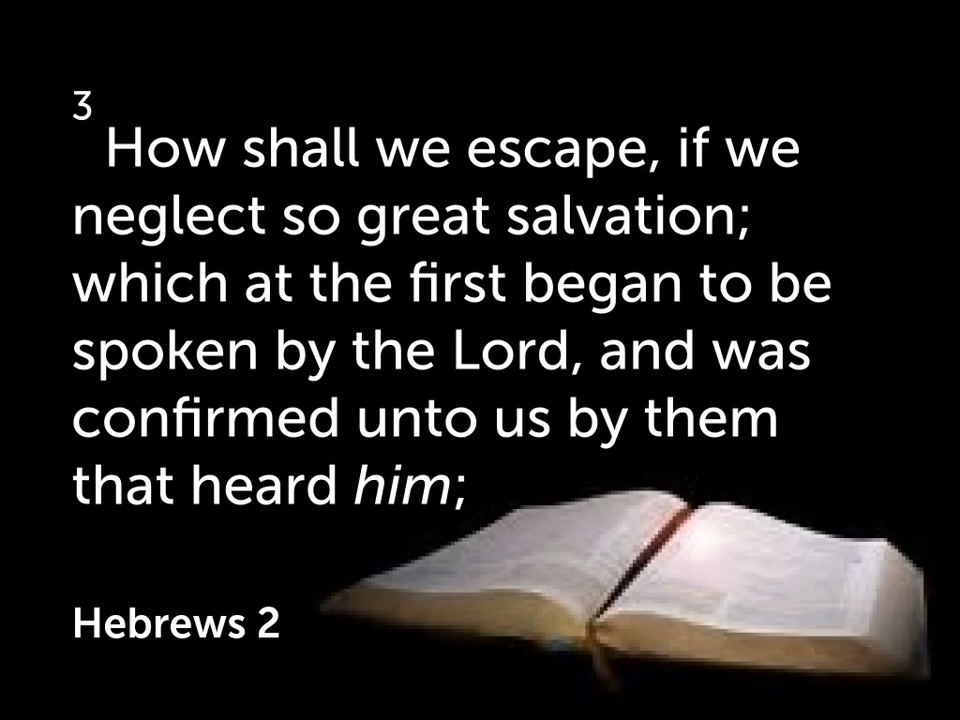 3
How shall we escape, if we
neglect so great salvation;
which at the first began to be
spoken by the Lord, and was
confirmed unto us by them
that heard him;
Hebrews 2